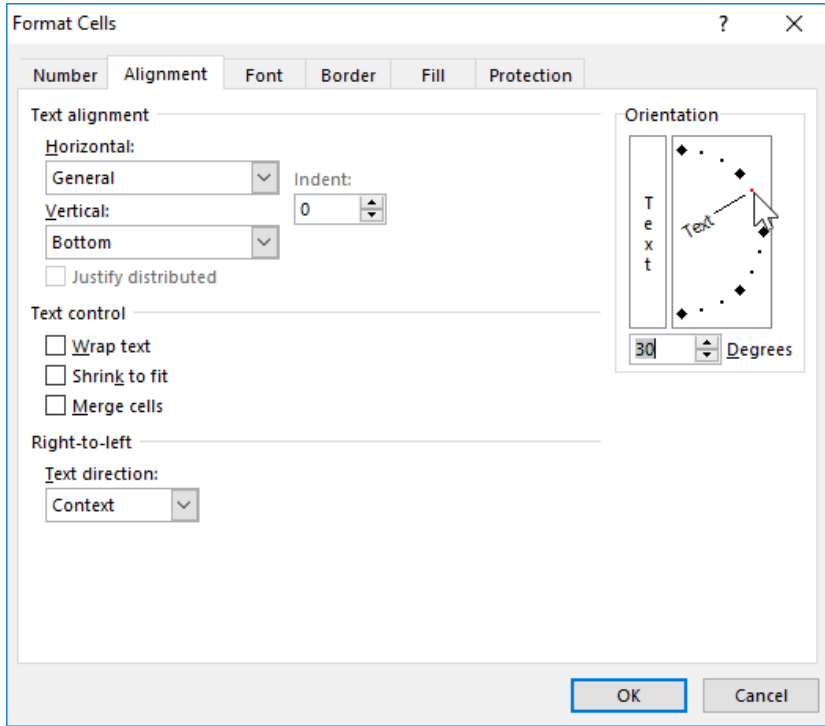 Format Cells ? X
Number Alignment Font Border Fill Protection
Text alignment
Horizontal:
General
Indent:
0
Vertical:
Bottom
Justify distributed
Text control
Wrap text
Shrink to fit
Merge cells
Right-to-left
Text direction:
Context
Orientation
Text
Text
30 Degrees
OK Cancel